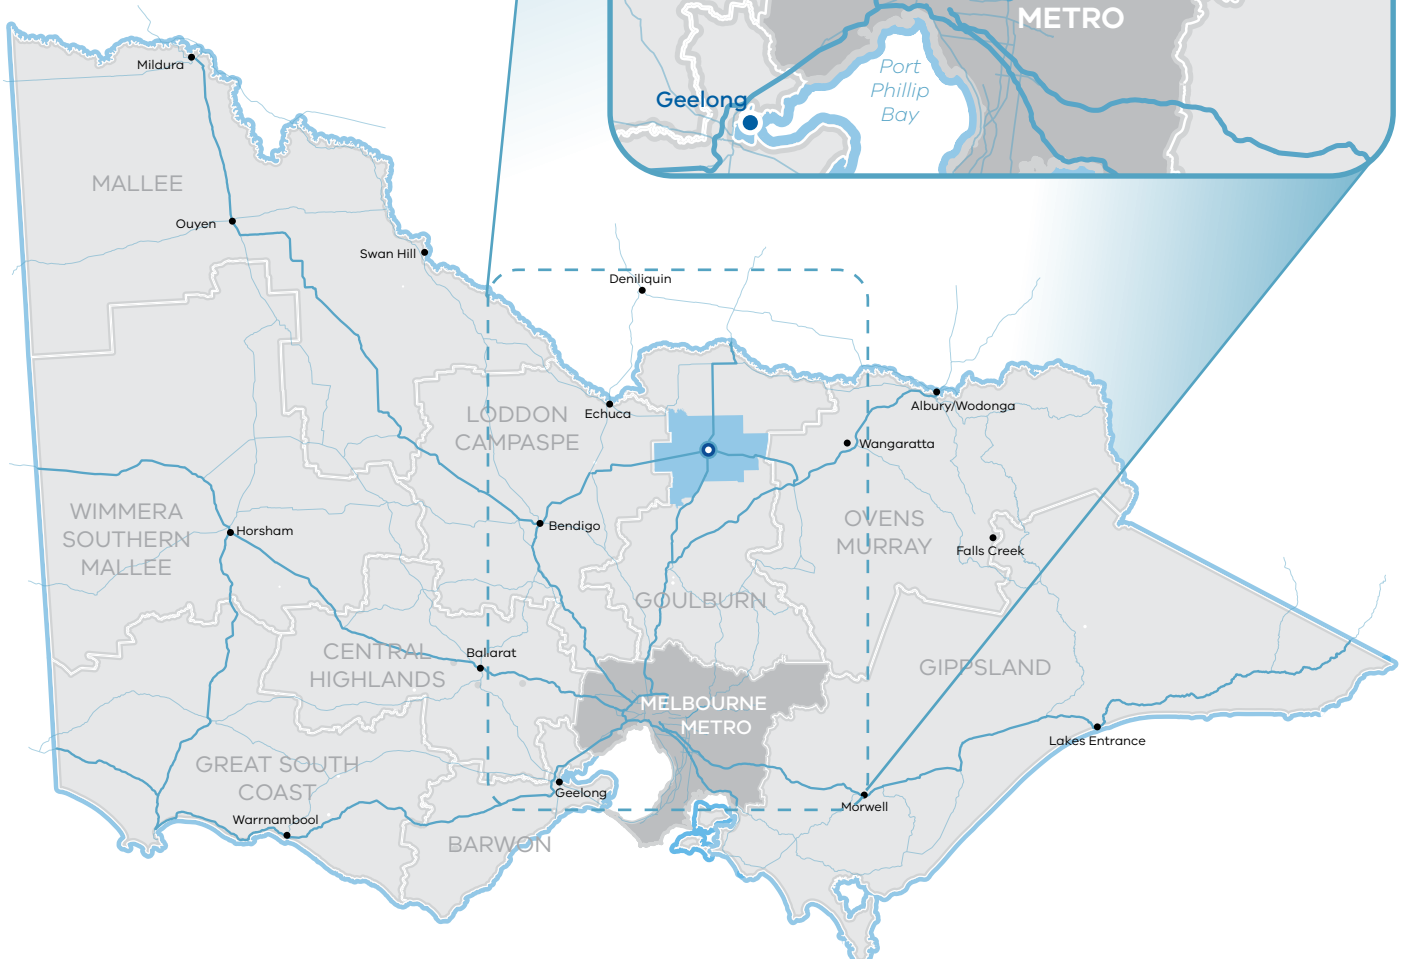 METRO
Port
Phillip
Bay
Geelong
Mildura
MALLEE
Ouyen
Swan Hill
Deniliquin
Echuca
LODDON
CAMPASPE
Albury/Wodonga
Wangaratta
WIMMERA
SOUTHERN
MALLEE
Horsham
Bendigo
OVENS
MURRAY
Falls Creek
GOULBURN
CENTRAL
HIGHLANDS
Ballarat
GIPPSLAND
MELBOURNE
METRO
Lakes Entrance
GREAT SOUTH
COAST
Geelong
Morwell
Warrnambool
BARWON